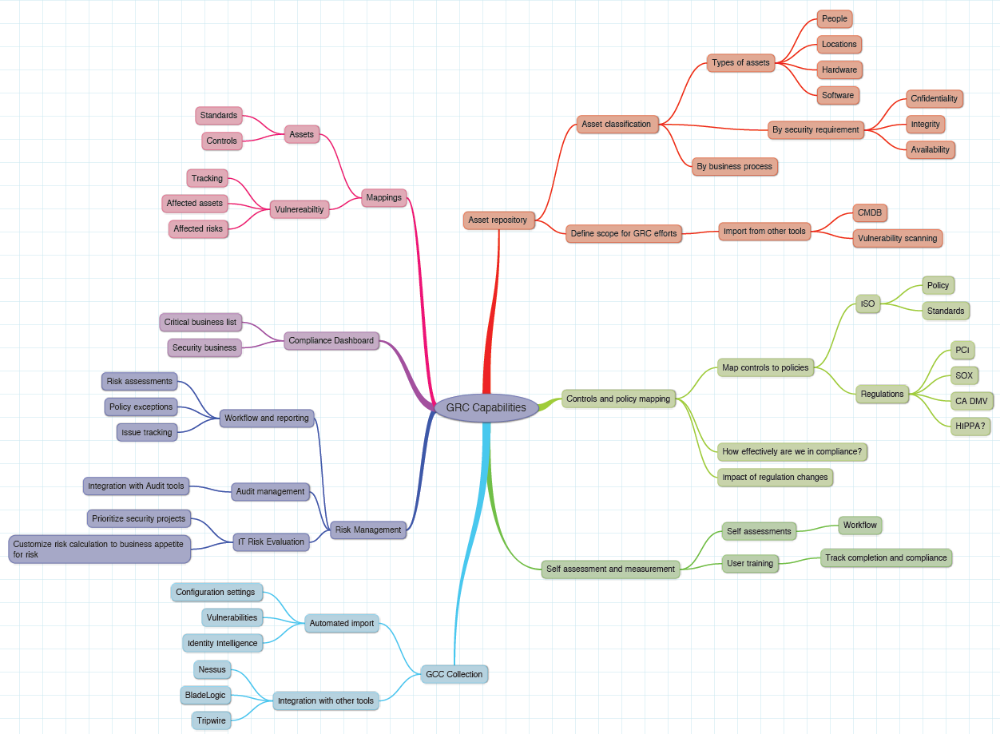 GRC Capabilities
Asset repository
Asset classification
Types of assets
People
Locations
Hardware
Software
By security requirement
Cnfidentiality
Integrity
Availability
By business process
Define scope for GRC efforts
Import from other tools
CMDB
Vulnerability scanning
Controls and policy mapping
Map controls to policies
ISO
Policy
Standards
Regulations
PCI
SOX
CA DMV
HIPPA?
How effectively are we in compliance?
Impact of regulation changes
Self assessment and measurement
Self assessments
Workflow
User training
Track completion and compliance
Mappings
Assets
Standards
Controls
Vulnereabiltiy
Tracking
Affected assets
Affected risks
Compliance Dashboard
Critical business list
Security business
Risk Management
Workflow and reporting
Risk assessments
Policy exceptions
Issue tracking
Audit management
Integration with Audit tools
IT Risk Evaluation
Prioritize security projects
Customize risk calculation to business appetite
for risk
GCC Collection
Automated import
Configuration settings
Vulnerabilities
Identity Intelligence
Integration with other tools
Nessus
BladeLogic
Tripwire